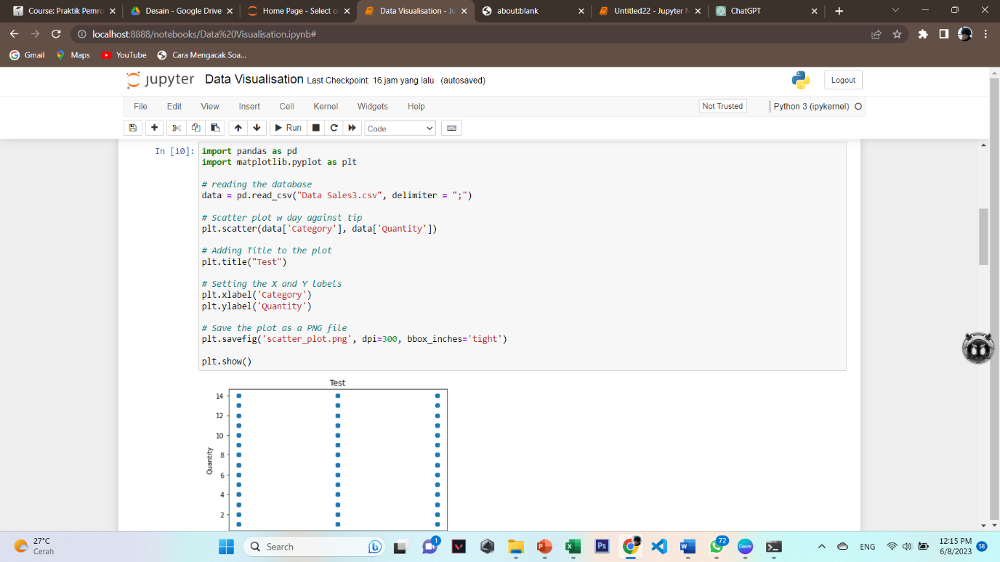 Course: Praktik Pemro
Desain - Google Drive
Home Page - Select o
Data Visualisation - Ju
about:blank
Untitled22 - Jupyter N
ChatGPT
localhost:8888/notebooks/Data%20Visualisation.ipynb#
Gmail
Maps
YouTube
Cara Mengacak Soa...
jupyter Data Visualisation Last Checkpoint: 16 jam yang lalu (autosaved)
Logout
File Edit View Insert Cell Kernel Widgets Help
Not Trusted
Python 3 (ipykernel)
Run
Code
In [10]:
import pandas as pd
import matplotlib.pyplot as plt
# reading the database
data = pd.read_csv("Data Sales3.csv", delimiter = ";")
# Scatter plot w day against tip
plt.scatter(data['Category'], data['Quantity'])
# Adding Title to the plot
plt.title("Test")
# Setting the X and Y labels
plt.xlabel('Category')
plt.ylabel('Quantity')
# Save the plot as a PNG file
plt.savefig('scatter_plot.png', dpi=300, bbox_inches='tight')
plt.show()
Test
14
12
10
8
6
4
2
Quantity
27°C
Cerah
Search
1
Ps
72
Canva
ENG
12:15 PM
6/8/2023
18